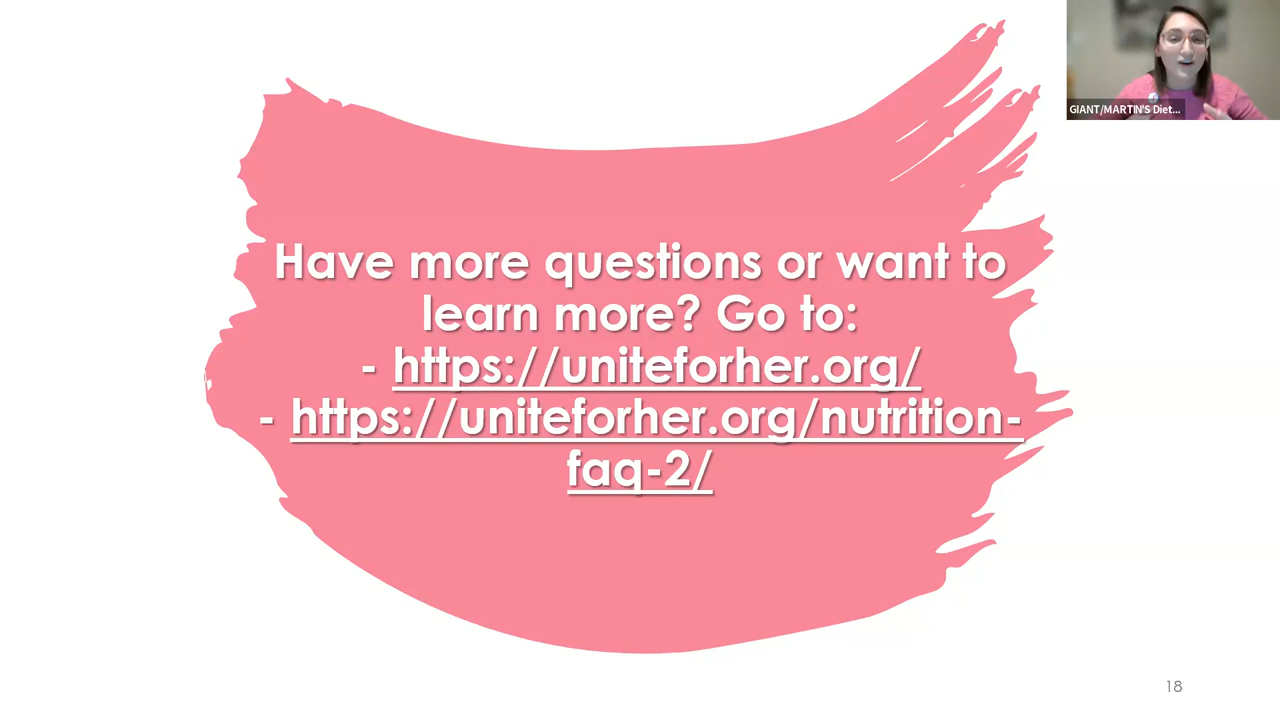 GIANT/MARTIN'S Diet...
Have more questions or want to
learn more? Go to:
- https://uniteforher.org/
- https://uniteforher.org/nutrition-
faq-2/
18